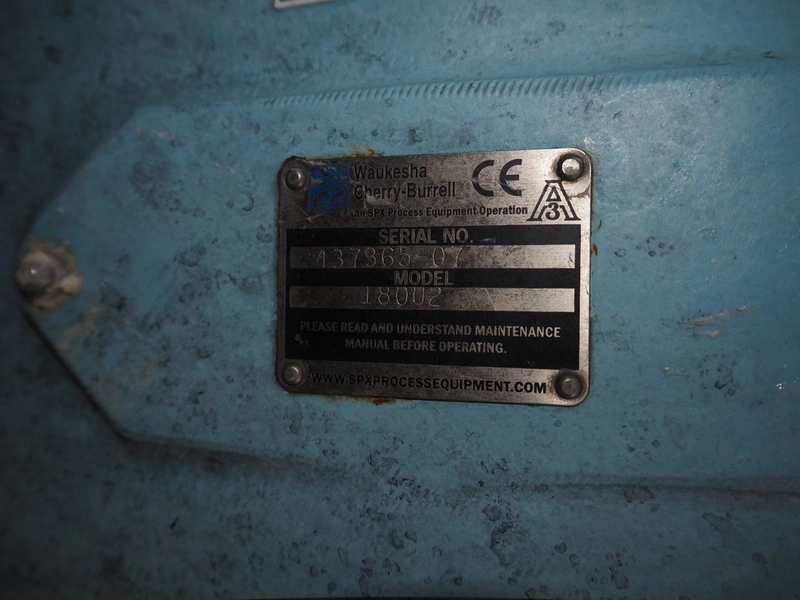 Waukesha
Cherry-Burrell
CE
An SPX Process Equipment Operation
3
A
SERIAL NO.
437365 07
MODEL
180U2
PLEASE READ AND UNDERSTAND MAINTENANCE
MANUAL BEFORE OPERATING.
WWW.SPXPROCESSEQUIPMENT.COM